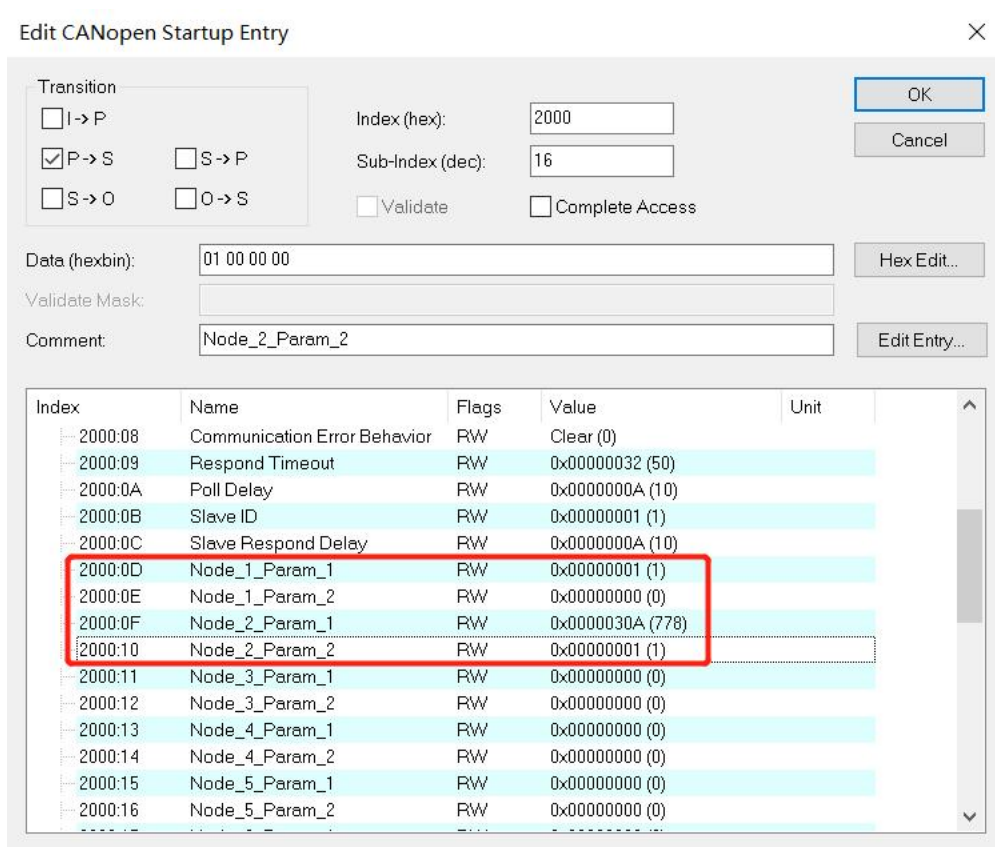 Edit CANopen Startup Entry
Transition
I -> P
P -> S
S -> P
S -> O
O -> S
Index (hex):
2000
Sub-Index (dec):
16
Validate
Complete Access
OK
Cancel
Data (hexbin):
01 00 00 00
Hex Edit...
Validate Mask:
Comment:
Node_2_Param_2
Edit Entry...
Index Name Flags Value Unit
2000:08 Communication Error Behavior RW Clear (0)
2000:09 Respond Timeout RW 0x00000032 (50)
2000:0A Poll Delay RW 0x0000000A (10)
2000:0B Slave ID RW 0x00000001 (1)
2000:0C Slave Respond Delay RW 0x0000000A (10)
2000:0D Node_1_Param_1 RW 0x00000001 (1)
2000:0E Node_1_Param_2 RW 0x00000000 (0)
2000:0F Node_2_Param_1 RW 0x0000030A (778)
2000:10 Node_2_Param_2 RW 0x00000001 (1)
2000:11 Node_3_Param_1 RW 0x00000000 (0)
2000:12 Node_3_Param_2 RW 0x00000000 (0)
2000:13 Node_4_Param_1 RW 0x00000000 (0)
2000:14 Node_4_Param_2 RW 0x00000000 (0)
2000:15 Node_5_Param_1 RW 0x00000000 (0)
2000:16 Node_5_Param_2 RW 0x00000000 (0)